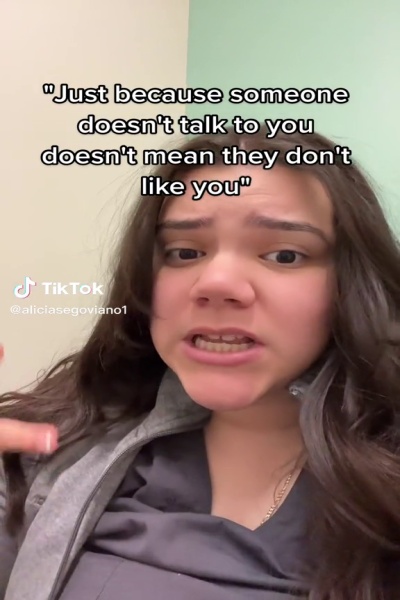 "Just because someone
doesn't talk to you
doesn't mean they don't
like you"
TikTok
@aliciasegoviano1